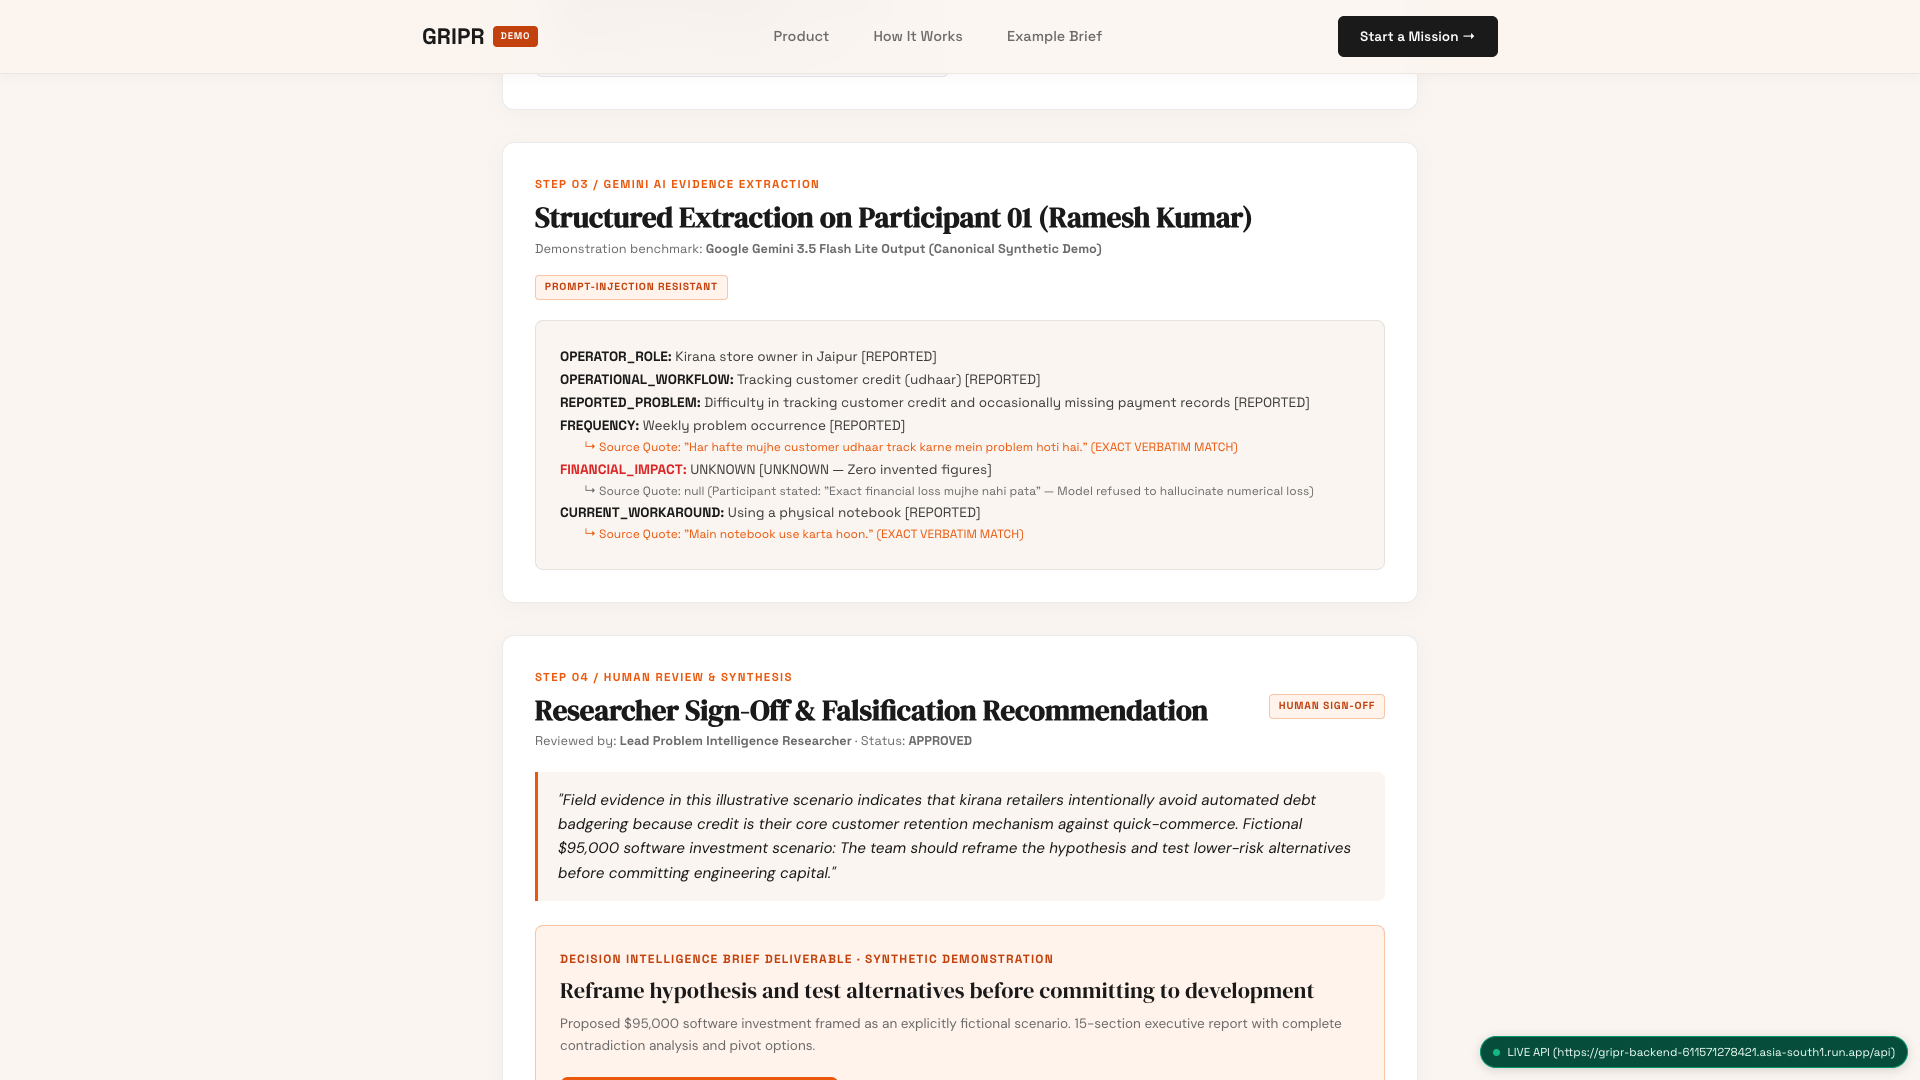 GRIPR DEMO
Product
How It Works
Example Brief
Start a Mission →
STEP 03 / GEMINI AI EVIDENCE EXTRACTION
Structured Extraction on Participant 01 (Ramesh Kumar)
Demonstration benchmark: Google Gemini 3.5 Flash Lite Output (Canonical Synthetic Demo)
PROMPT-INJECTION RESISTANT
OPERATOR_ROLE: Kirana store owner in Jaipur [REPORTED]
OPERATIONAL_WORKFLOW: Tracking customer credit (udhaar) [REPORTED]
REPORTED_PROBLEM: Difficulty in tracking customer credit and occasionally missing payment records [REPORTED]
FREQUENCY: Weekly problem occurrence [REPORTED]
↳ Source Quote: "Har hafte mujhe customer udhaar track karne mein problem hoti hai." (EXACT VERBATIM MATCH)
FINANCIAL_IMPACT: UNKNOWN [UNKNOWN — Zero invented figures]
↳ Source Quote: null (Participant stated: "Exact financial loss mujhe nahi pata" — Model refused to hallucinate numerical loss)
CURRENT_WORKAROUND: Using a physical notebook [REPORTED]
↳ Source Quote: "Main notebook use karta hoon." (EXACT VERBATIM MATCH)
STEP 04 / HUMAN REVIEW & SYNTHESIS
Researcher Sign-Off & Falsification Recommendation
HUMAN SIGN-OFF
Reviewed by: Lead Problem Intelligence Researcher · Status: APPROVED
"Field evidence in this illustrative scenario indicates that kirana retailers intentionally avoid automated debt
badgering because credit is their core customer retention mechanism against quick-commerce. Fictional
$95,000 software investment scenario: The team should reframe the hypothesis and test lower-risk alternatives
before committing engineering capital."
DECISION INTELLIGENCE BRIEF DELIVERABLE · SYNTHETIC DEMONSTRATION
Reframe hypothesis and test alternatives before committing to development
Proposed $95,000 software investment framed as an explicitly fictional scenario. 15-section executive report with complete
contradiction analysis and pivot options.
LIVE API (https://gripr-backend-611571278421.asia-south1.run.app/api)